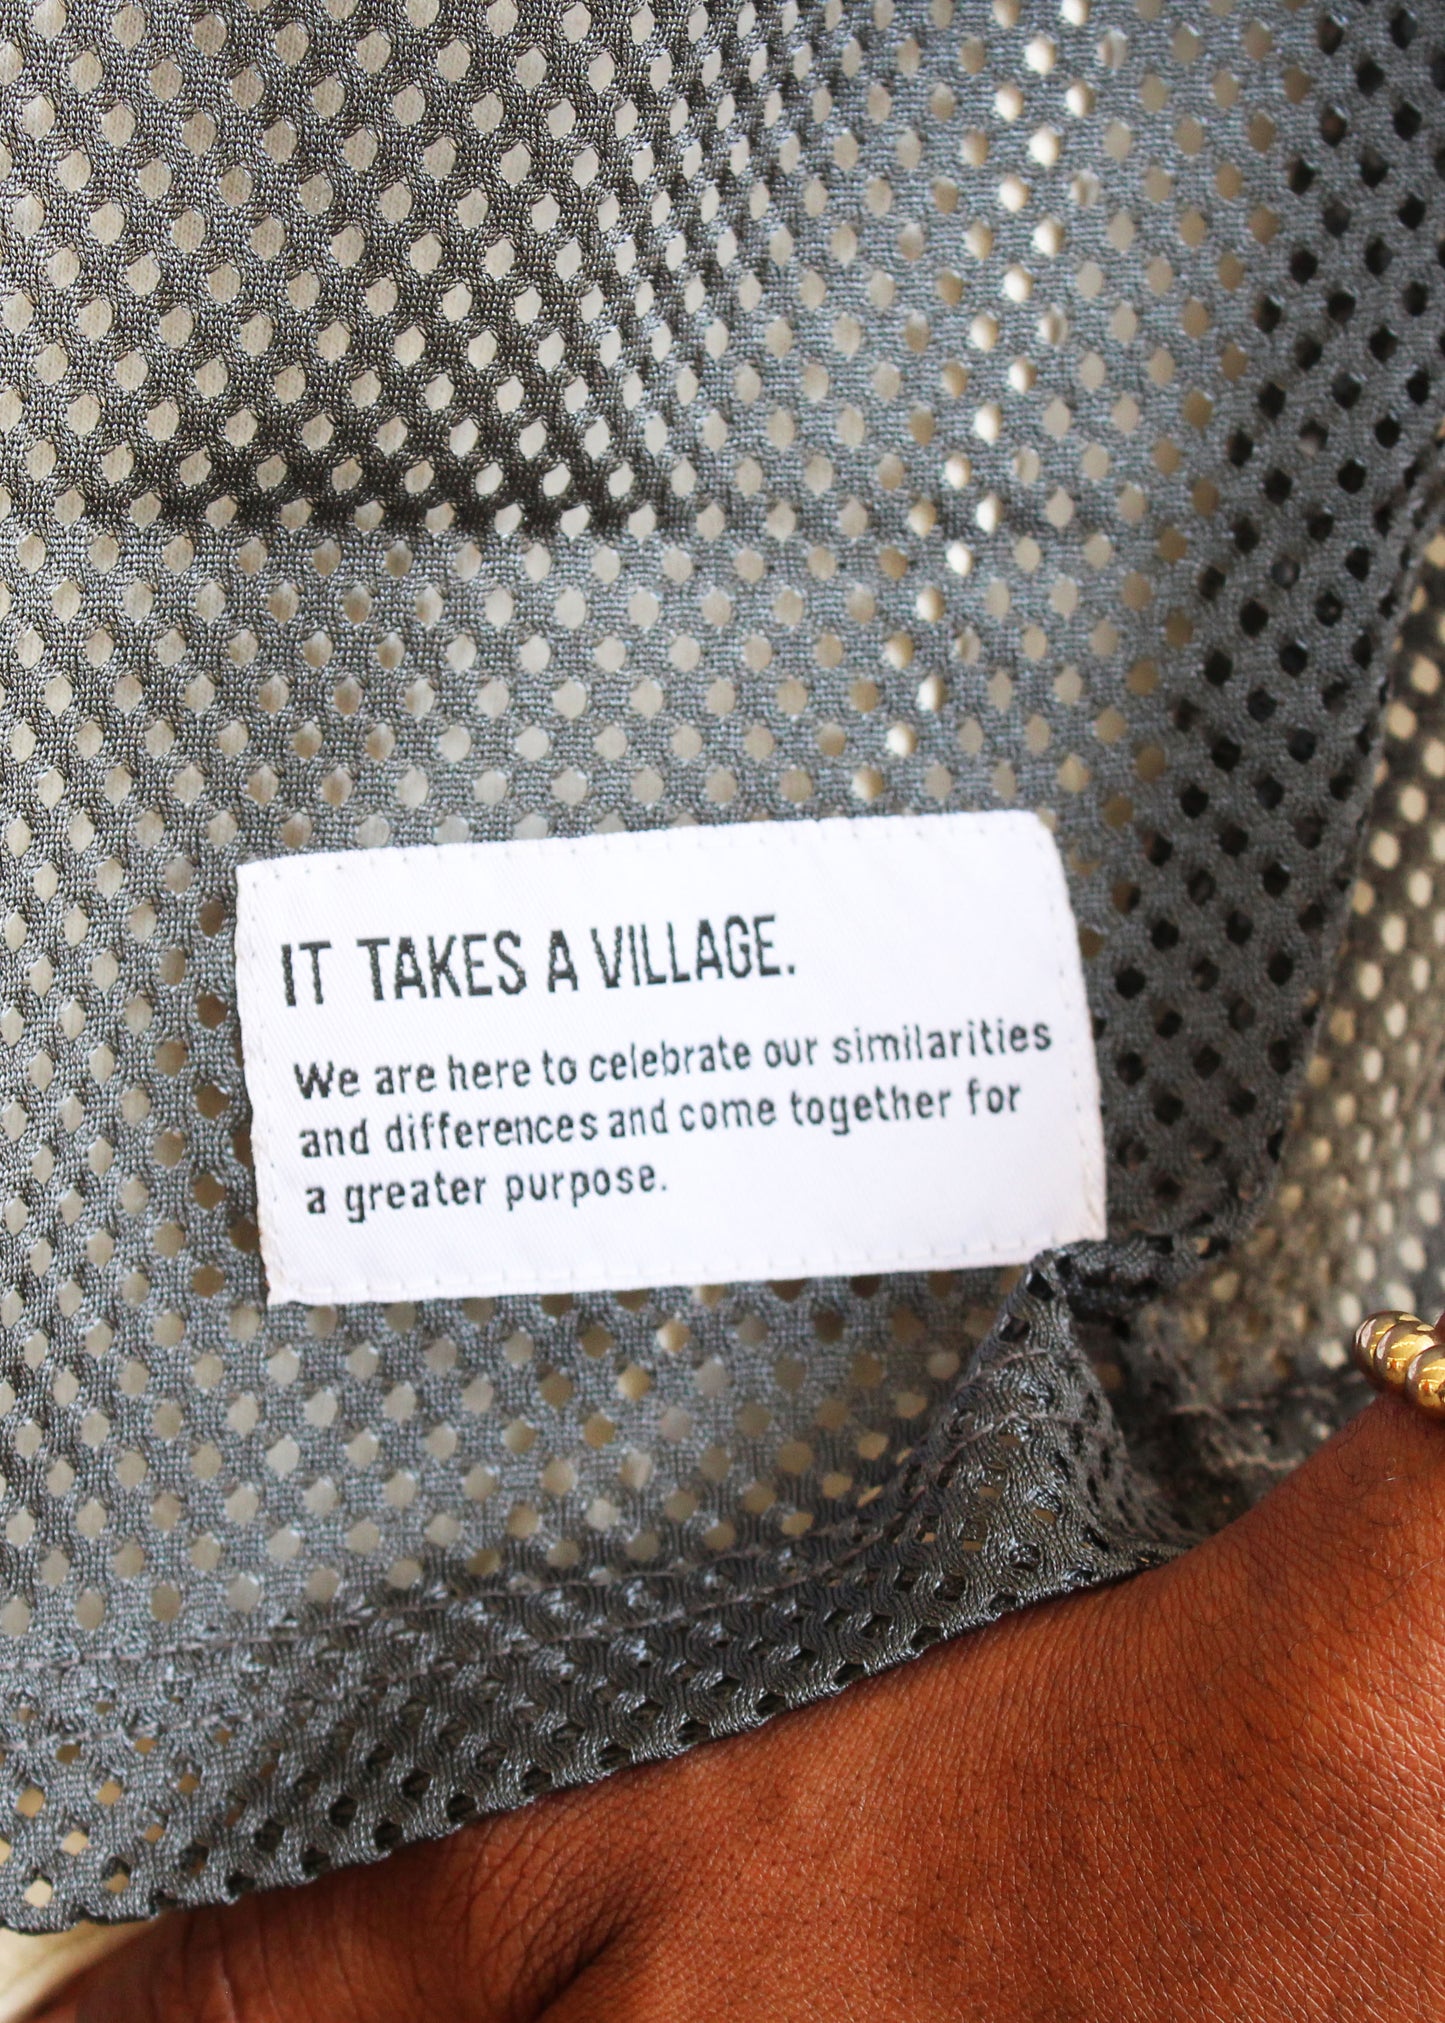 IT TAKES A VILLAGE.
We are here to celebrate our similarities
and differences and come together for
a greater purpose.